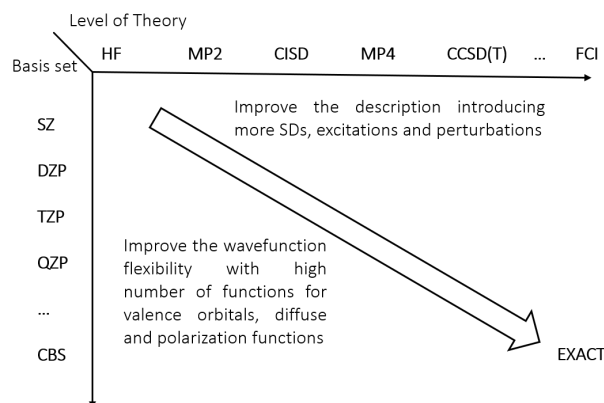 Level of Theory
HF MP2 CISD MP4 CCSD(T) ... FCI
Basis set
Improve the description introducing
more SDs, excitations and perturbations
SZ
DZP
TZP
QZP
...
CBS
Improve the wavefunction
flexibility with high
number of functions for
valence orbitals, diffuse
and polarization functions
EXACT